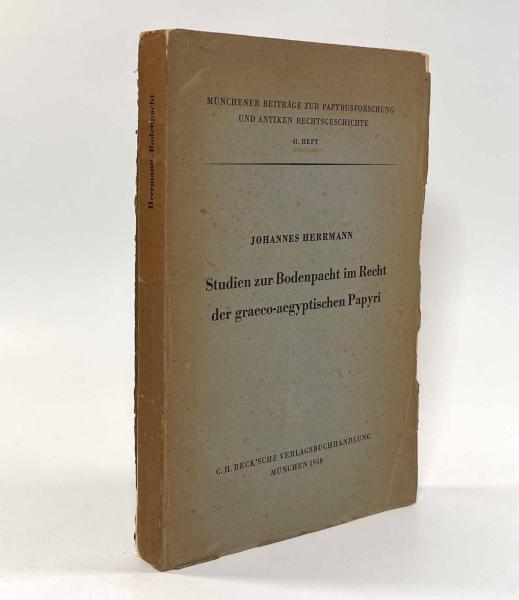 MÜNCHENER BEITRÄGE ZUR PAPYRUSFORSCHUNG
UND ANTIKEN RECHTSGESCHICHTE
41. HEFT
JOHANNES HERRMANN
Studien zur Bodenpacht im Recht
der graeco-aegyptischen Papyri
C. H. BECK'SCHE VERLAGSBUCHHANDLUNG
MÜNCHEN 1958
Herrmann · Bodenpacht